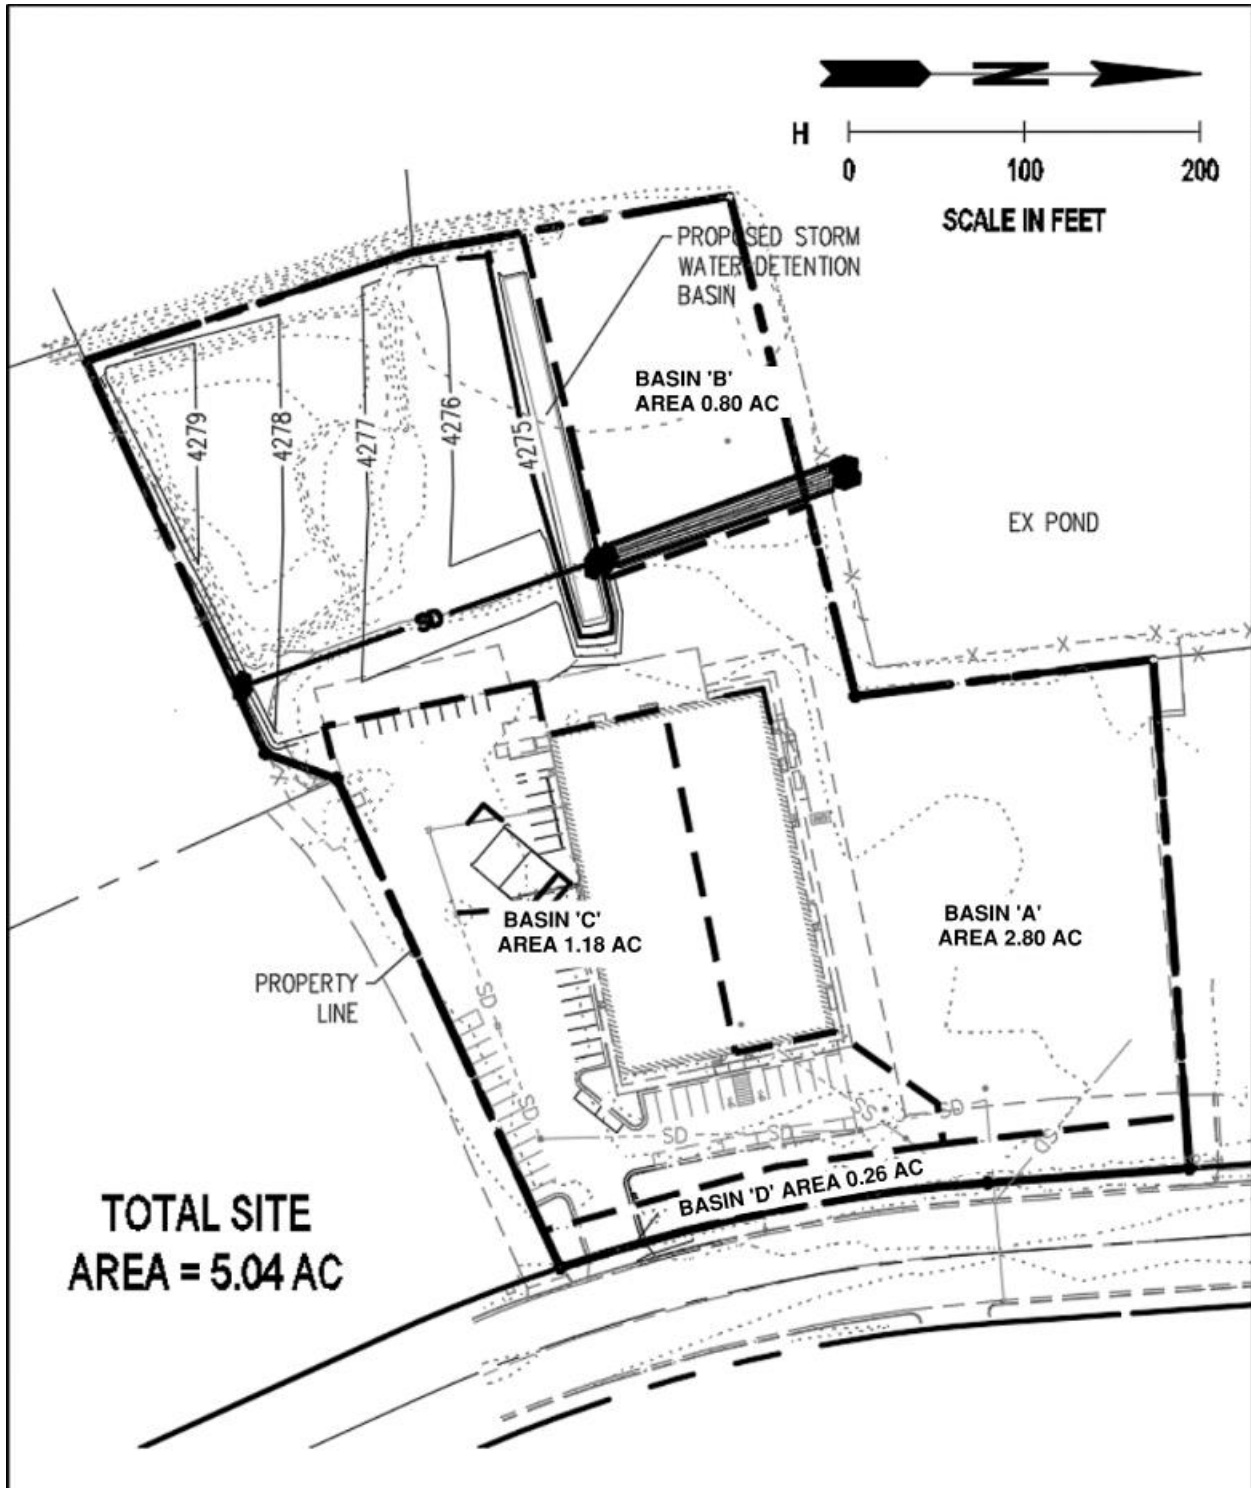 N
H
0 100 200
SCALE IN FEET
PROPOSED STORM
WATER DETENTION
BASIN
BASIN 'B'
AREA 0.80 AC
4279
4278
4277
4276
4275
EX POND
SD
BASIN 'C'
AREA 1.18 AC
BASIN 'A'
AREA 2.80 AC
PROPERTY
LINE
SD
SD
SD
SD
SS
SD
SD
BASIN 'D' AREA 0.26 AC
TOTAL SITE
AREA = 5.04 AC